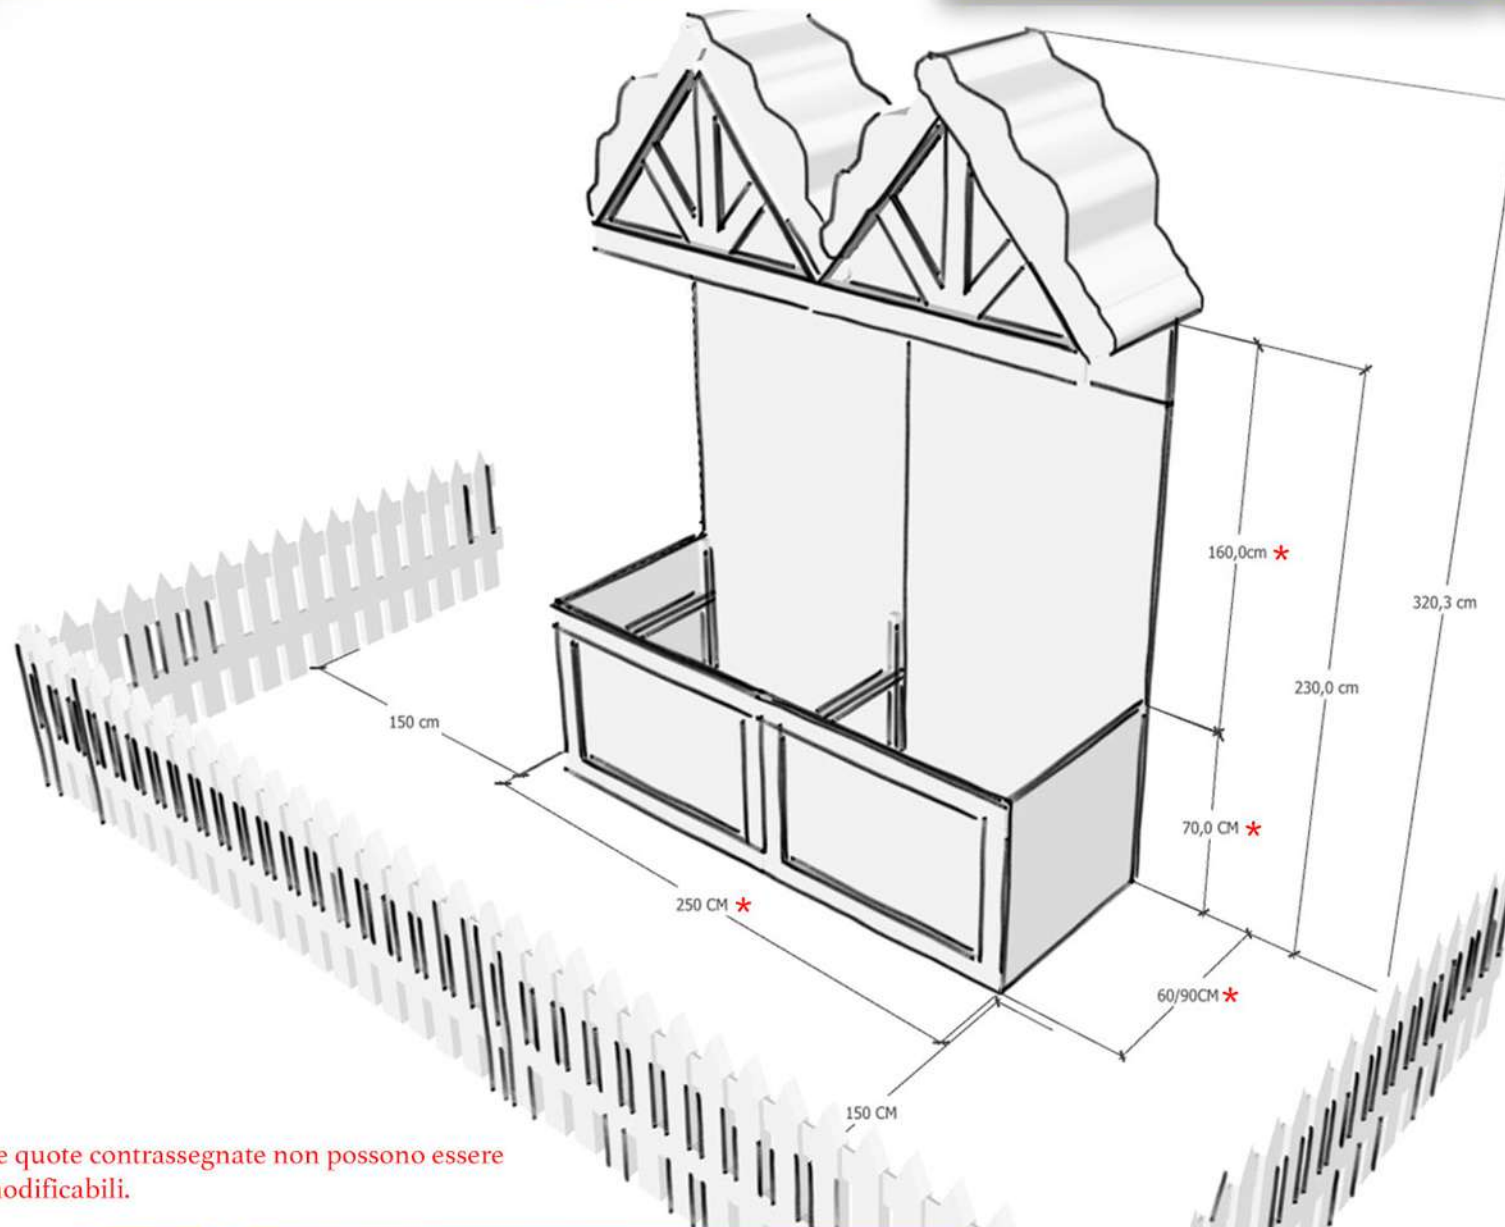 160,0cm *
320,3 cm
230,0 cm
150 cm
70,0 CM *
250 CM *
60/90CM *
150 CM
e quote contrassegnate non possono essere
odificabili.